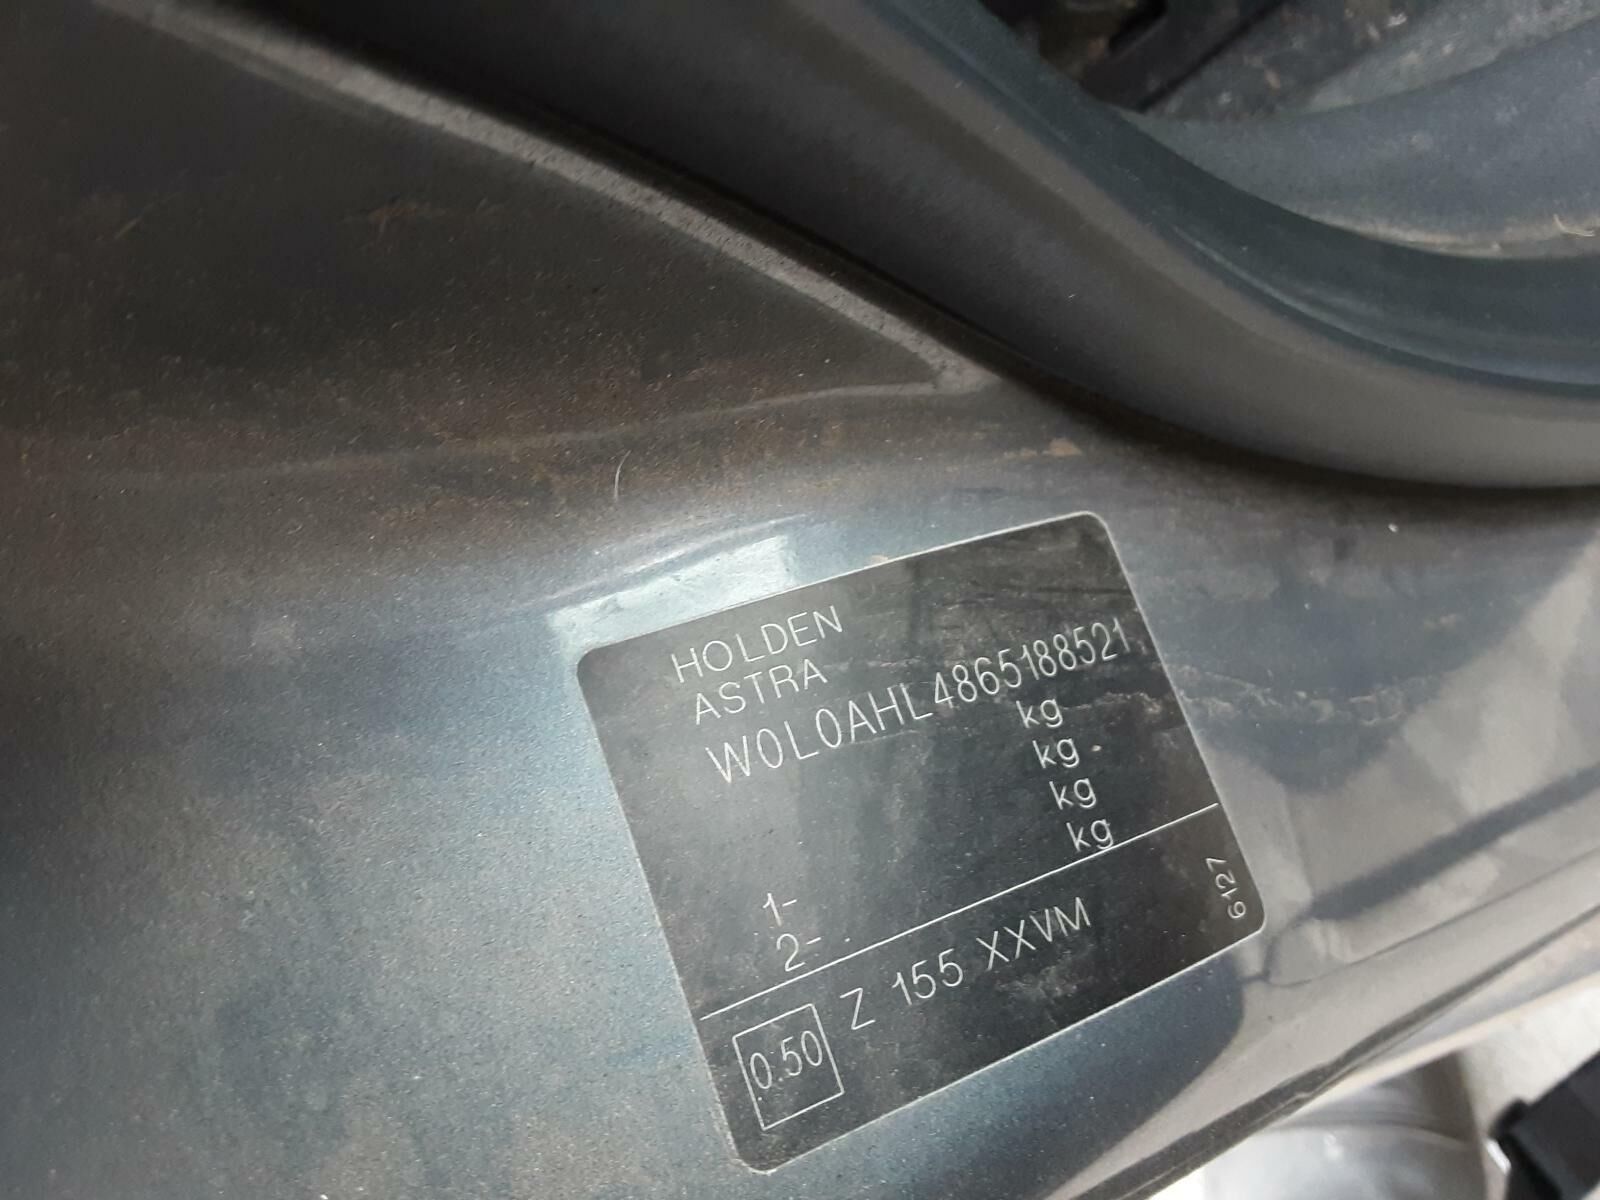 HOLDEN
ASTRA
W0L0AHL4865188521
kg
kg
kg
kg
1-
2-
0.50 Z 155 XXVM
6127